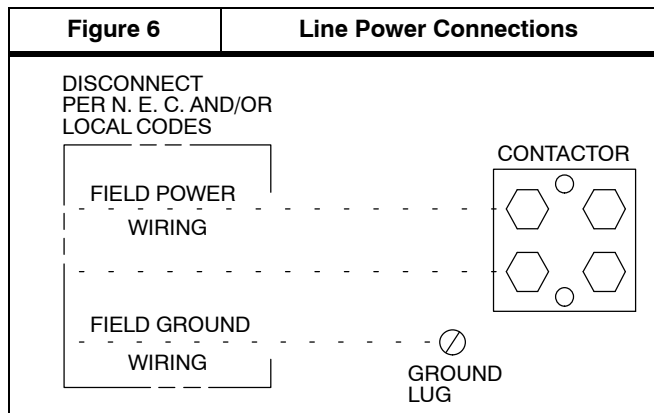 Figure 6
Line Power Connections
DISCONNECT
PER N. E. C. AND/OR
LOCAL CODES
CONTACTOR
FIELD POWER
WIRING
FIELD GROUND
WIRING
GROUND
LUG